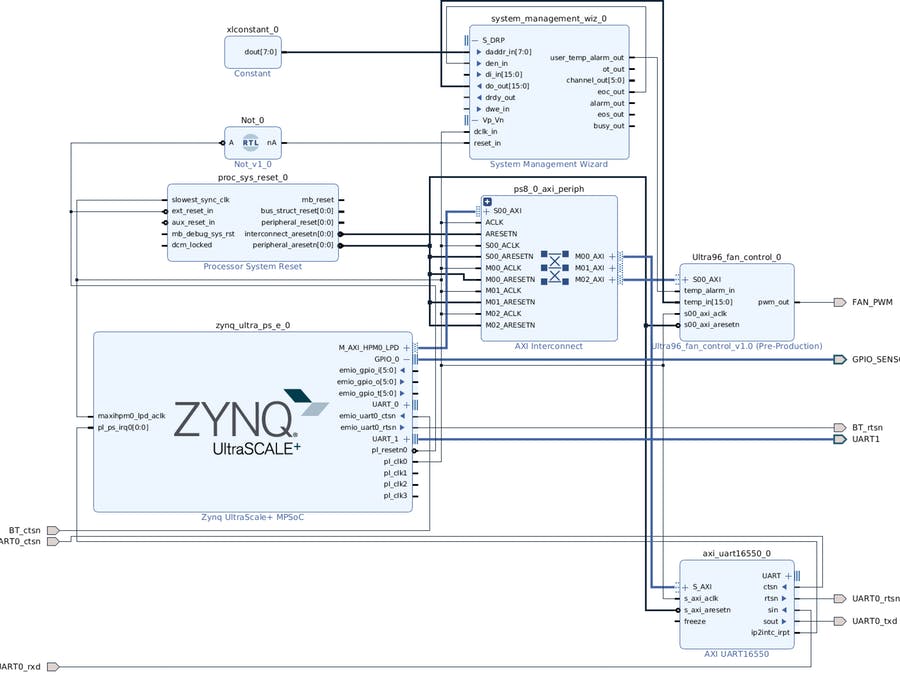 xlconstant_0
dout[7:0]
Constant
system_management_wiz_0
S_DRP
daddr_in[7:0]
den_in
di_in[15:0]
do_out[15:0]
drdy_out
dwe_in
Vp_Vn
dclk_in
reset_in
user_temp_alarm_out
ot_out
channel_out[5:0]
eoc_out
alarm_out
eos_out
busy_out
System Management Wizard
Not_0
A RTL nA
Not_v1_0
proc_sys_reset_0
slowest_sync_clk
ext_reset_in
aux_reset_in
mb_debug_sys_rst
dcm_locked
mb_reset
bus_struct_reset[0:0]
peripheral_reset[0:0]
interconnect_aresetn[0:0]
peripheral_aresetn[0:0]
Processor System Reset
ps8_0_axi_periph
S00_AXI
ACLK
ARESETN
S00_ACLK
S00_ARESETN
M00_ACLK
M00_ARESETN
M01_ACLK
M01_ARESETN
M02_ACLK
M02_ARESETN
M00_AXI
M01_AXI
M02_AXI
AXI Interconnect
Ultra96_fan_control_0
S00_AXI
temp_alarm_in
temp_in[15:0]
s00_axi_aclk
s00_axi_aresetn
pwm_out
Ultra96_fan_control_v1.0 (Pre-Production)
FAN_PWM
GPIO_SENSO
BT_rtsn
UART1
zynq_ultra_ps_e_0
maxihpm0_lpd_aclk
pl_ps_irq0[0:0]
ZYNQ
UltraSCALE+
M_AXI_HPM0_LPD
GPIO_0
emio_gpio_i[5:0]
emio_gpio_o[5:0]
emio_gpio_t[5:0]
UART_0
emio_uart0_ctsn
emio_uart0_rtsn
UART_1
pl_resetn0
pl_clk0
pl_clk1
pl_clk2
pl_clk3
Zynq UltraScale+ MPSoC
BT_ctsn
ART0_ctsn
axi_uart16550_0
S_AXI
s_axi_aclk
s_axi_aresetn
freeze
UART
ctsn
rtsn
sin
sout
ip2intc_irpt
AXI UART16550
UART0_rtsn
UART0_txd
ART0_rxd